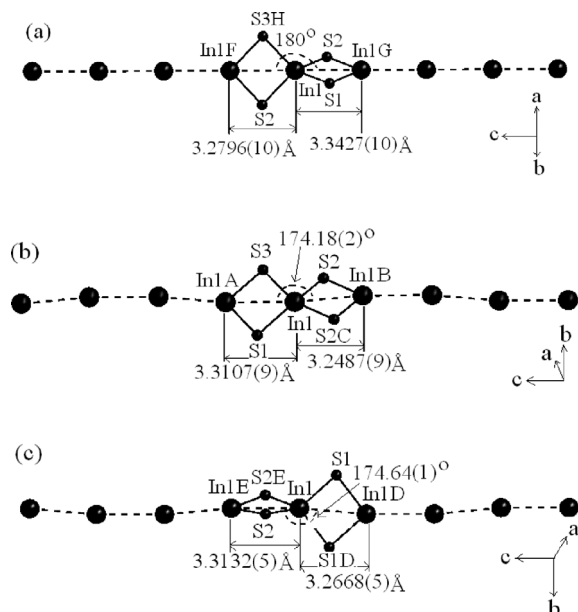 (a)
S3H
In1F
180°
S2
In1G
S2
In1
S1
3.2796(10)Å
3.3427(10)Å
a
c
b
(b)
174.18(2)°
S3
S2
In1A
In1B
In1
S1
S2C
3.3107(9)Å
3.2487(9)Å
b
a
c
(c)
S1
174.64(1)°
In1E
S2E
In1
In1D
S2
S1D
3.3132(5)Å
3.2668(5)Å
a
c
b